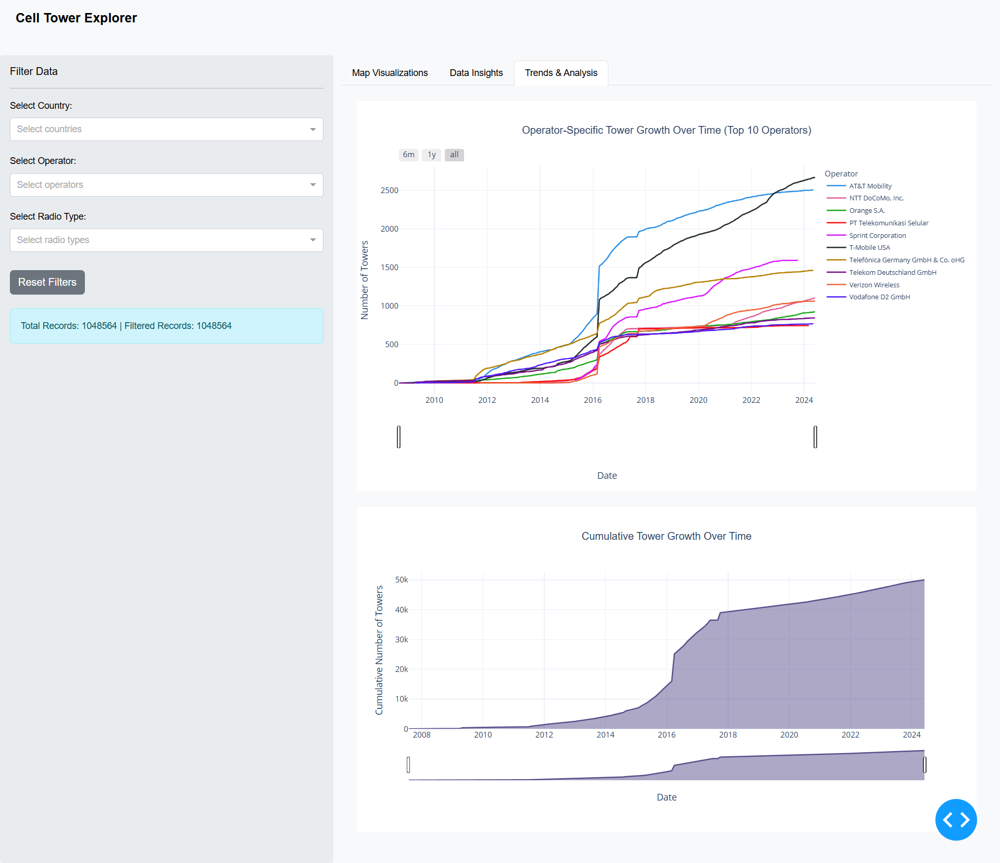 Cell Tower Explorer
Filter Data
Select Country:
Select countries
Select Operator:
Select operators
Select Radio Type:
Select radio types
Reset Filters
Total Records: 1048564 | Filtered Records: 1048564
Map Visualizations
Data Insights
Trends & Analysis
Operator-Specific Tower Growth Over Time (Top 10 Operators)
6m
1y
all
Number of Towers
2500
2000
1500
1000
500
0
2010
2012
2014
2016
2018
2020
2022
2024
Date
Operator
AT&T Mobility
NTT DoCoMo, Inc.
Orange S.A.
PT Telekomunikasi Selular
Sprint Corporation
T-Mobile USA
Telefónica Germany GmbH & Co. oHG
Telekom Deutschland GmbH
Verizon Wireless
Vodafone D2 GmbH
Cumulative Tower Growth Over Time
Cumulative Number of Towers
50k
40k
30k
20k
10k
0
2008
2010
2012
2014
2016
2018
2020
2022
2024
Date